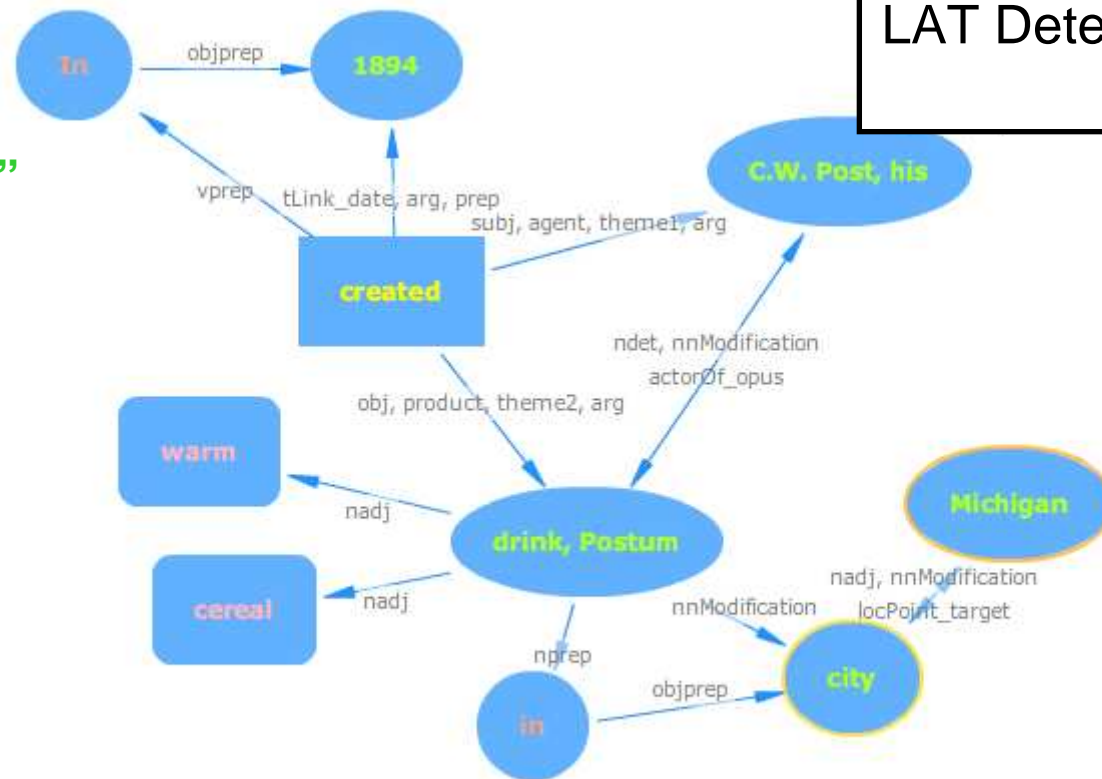 LAT Dete
In
objprep
1894
”
C.W. Post, his
vprep
tLink_date, arg, prep
subj, agent, theme1, arg
created
ndet, nnModification
actorOf_opus
obj, product, theme2, arg
warm
Michigan
nadj
drink, Postum
nadj, nnModification
cereal
nadj
nnModification
locPoint_target
nprep
city
objprep
in